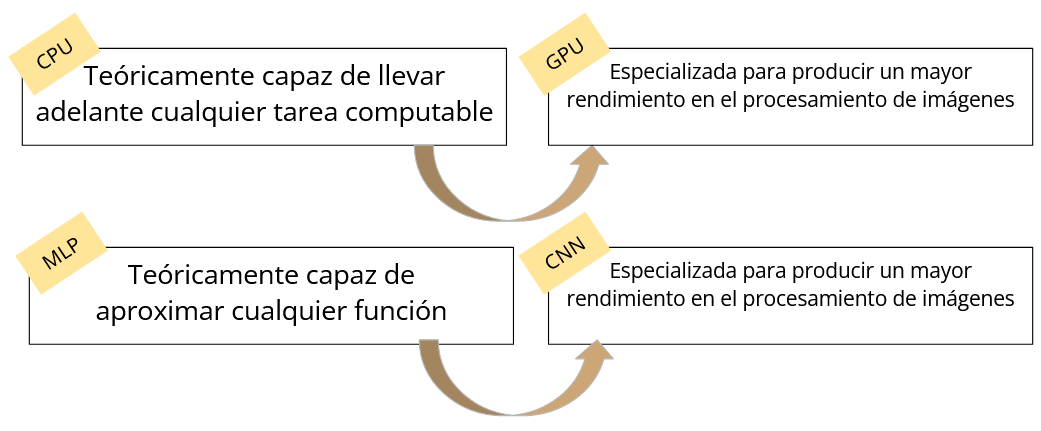 CPU
Teóricamente capaz de llevar
adelante cualquier tarea computable
GPU
Especializada para producir un mayor
rendimiento en el procesamiento de imágenes
MLP
Teóricamente capaz de
aproximar cualquier función
CNN
Especializada para producir un mayor
rendimiento en el procesamiento de imágenes